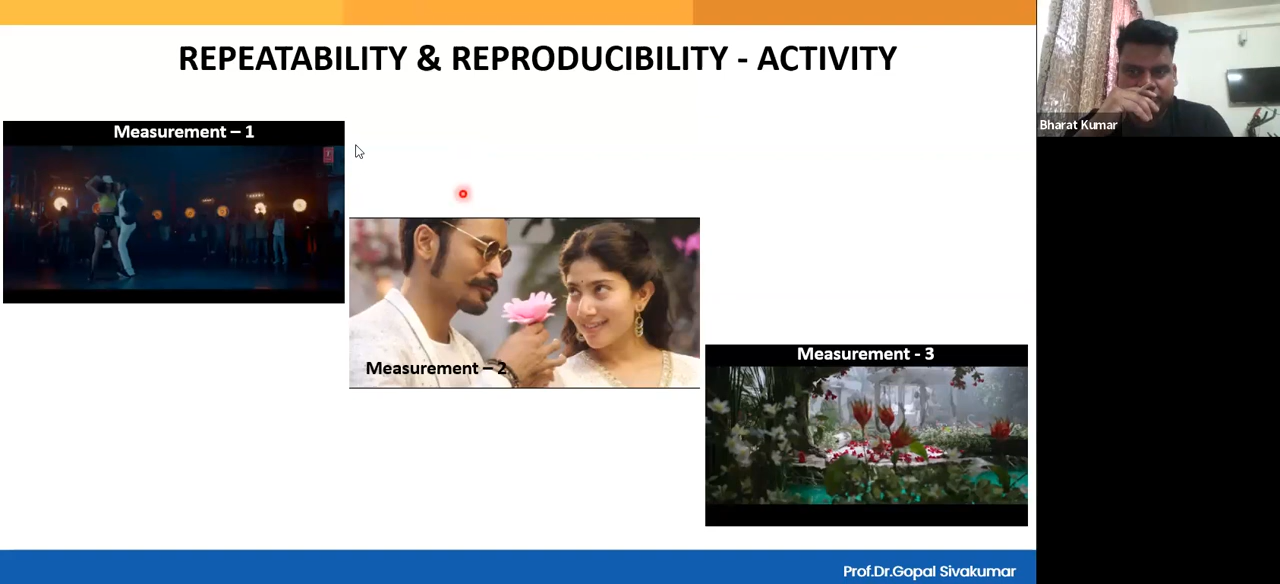 REPEATABILITY & REPRODUCIBILITY - ACTIVITY
Measurement – 1
Bharat Kumar
Measurement – 2
Measurement - 3
Prof.Dr.Gopal Sivakumar